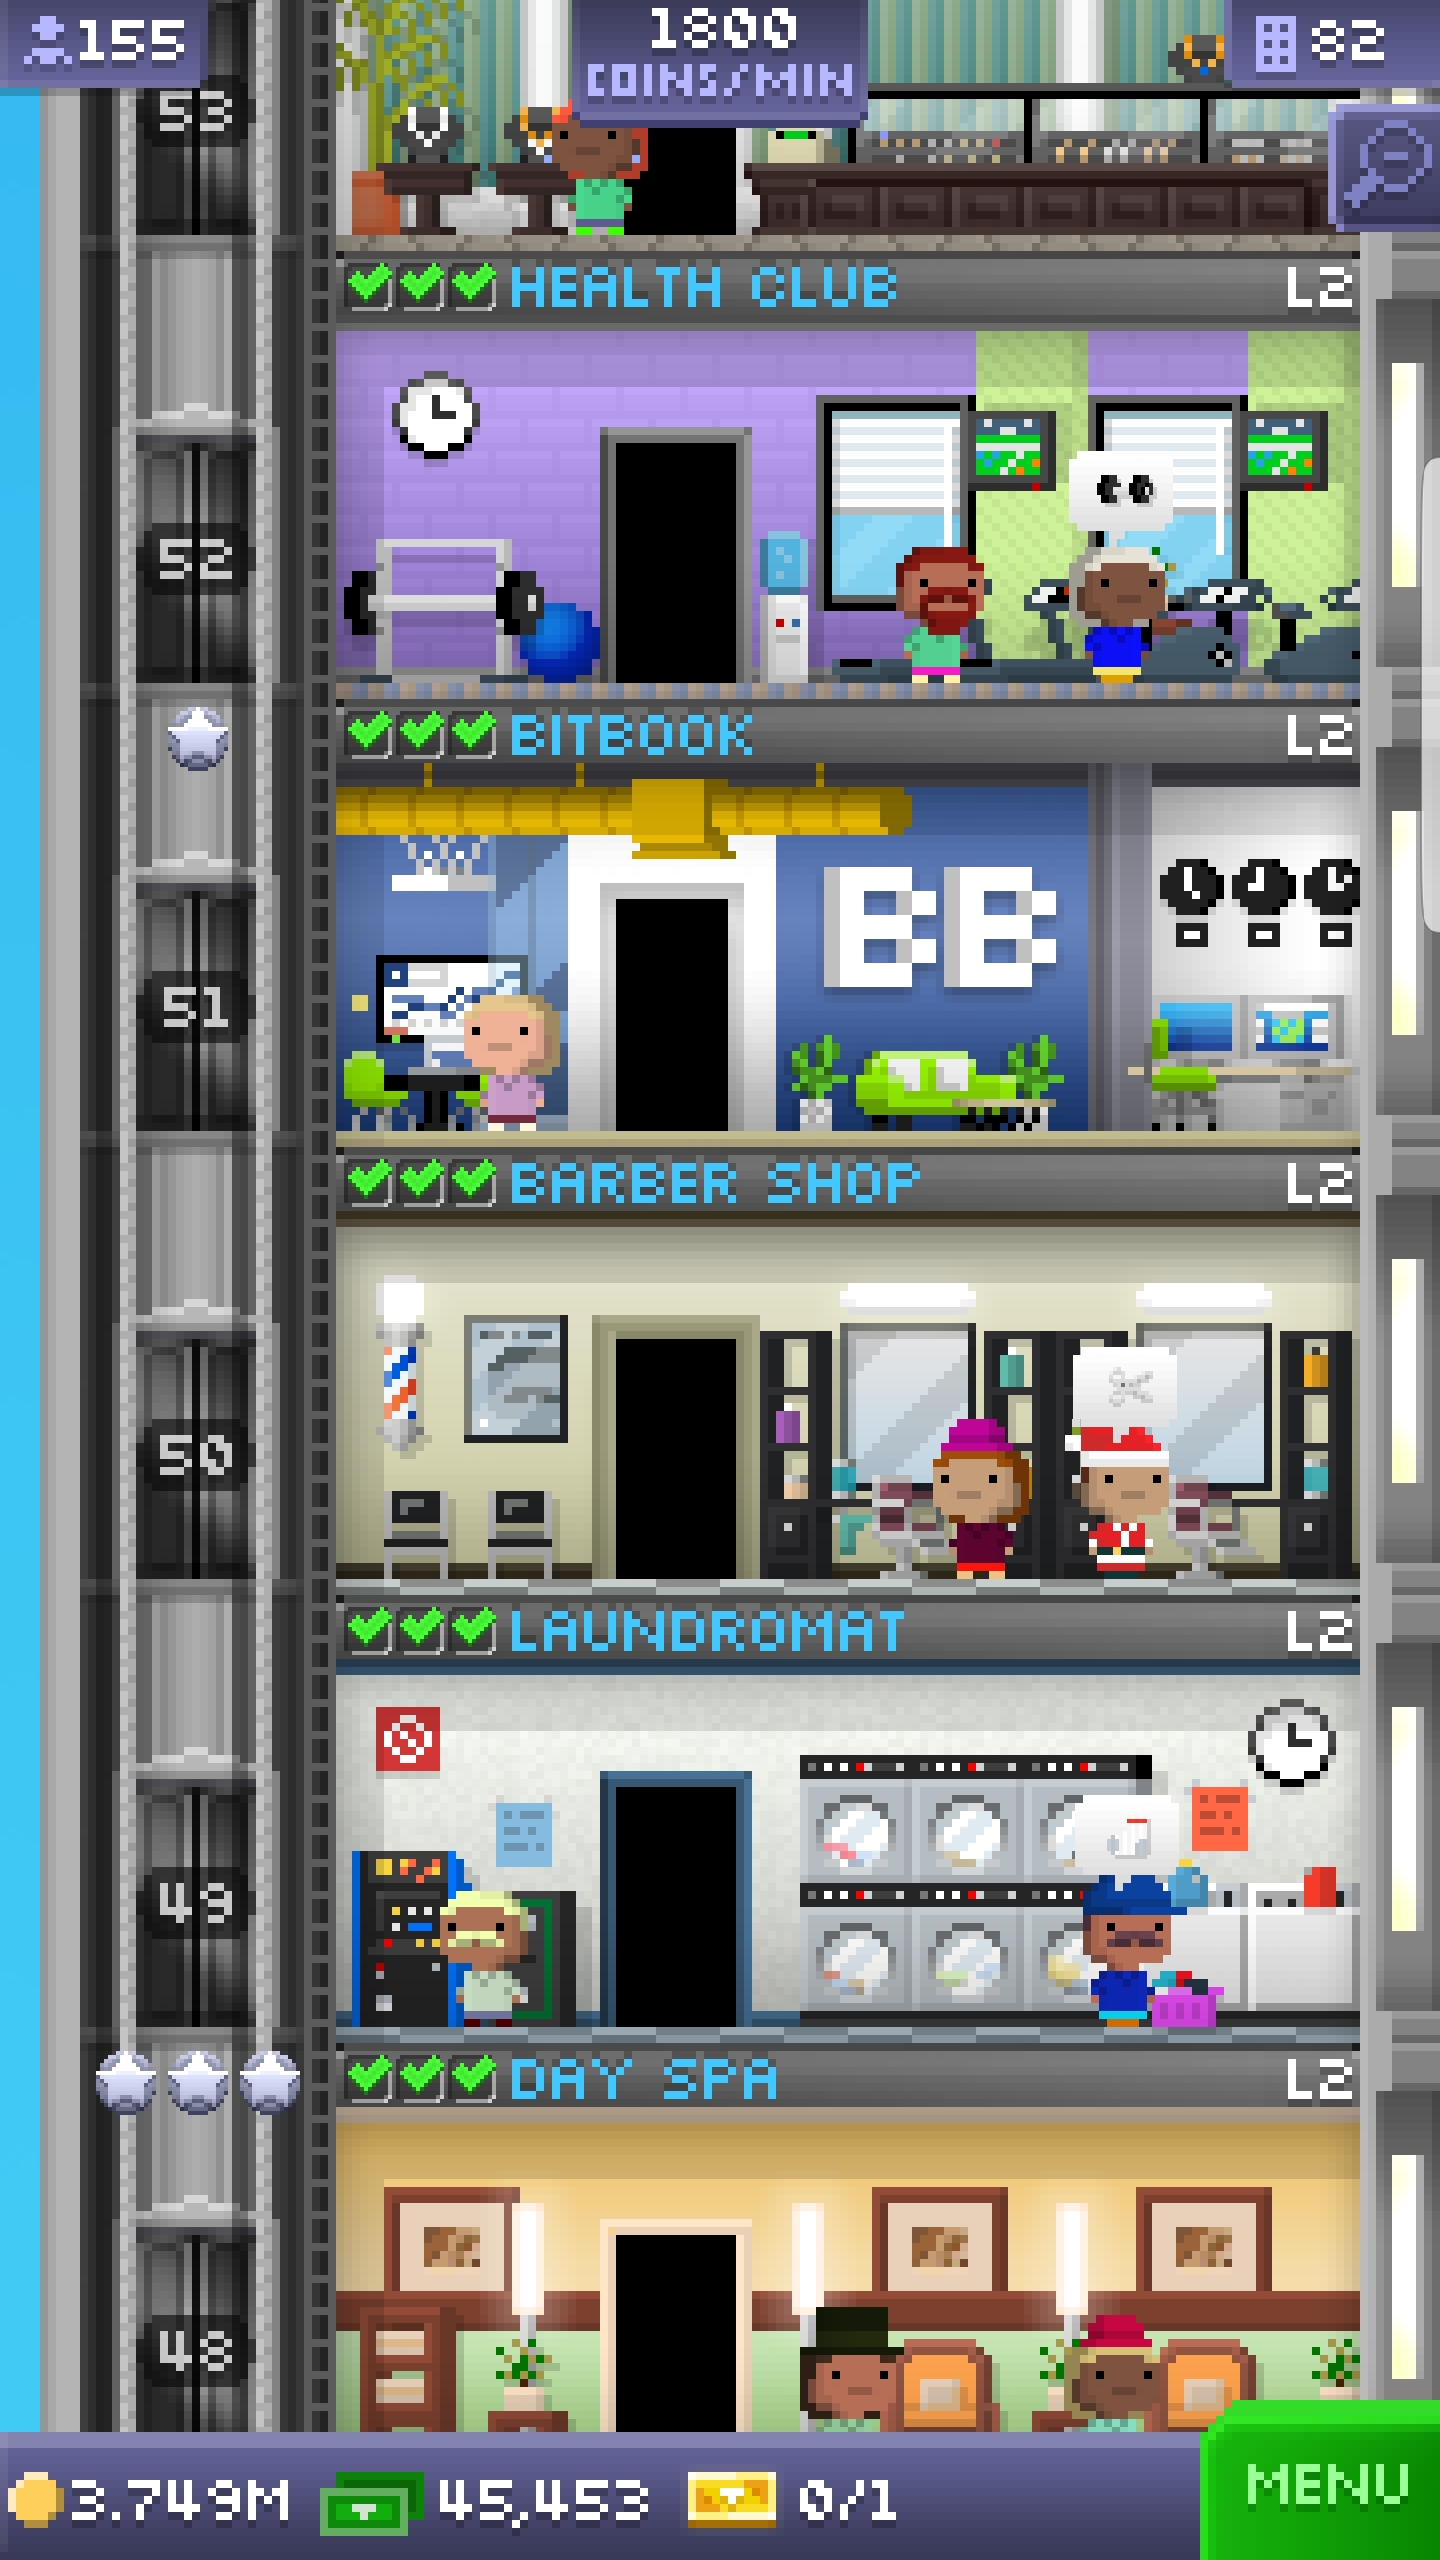 155
1800
COINS/MIN
82
53
HEALTH CLUB L2
52
BITBOOK L2
BB
51
BARBER SHOP L2
50
LAUNDROMAT L2
49
DAY SPA L2
48
3.749M 45,453 0/1 MENU